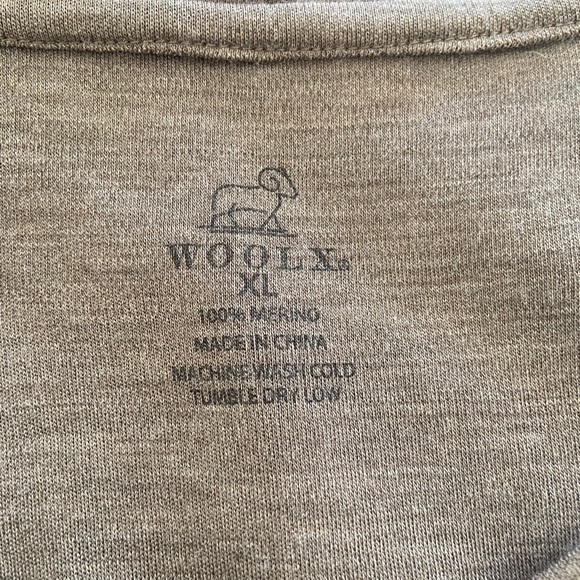 WOOLX®
XL
100% MERINO
MADE IN CHINA
MACHINE WASH COLD
TUMBLE DRY LOW